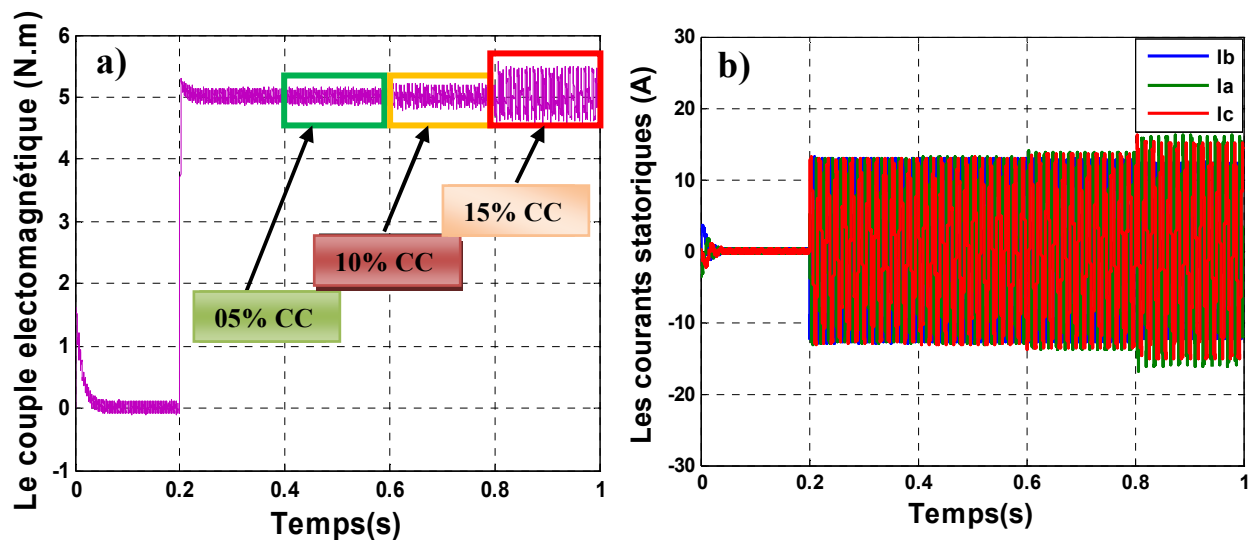 a)
Le couple electomagnétique (N.m)
6
5
4
3
2
1
0
-1
05% CC
10% CC
15% CC
0
0.2
0.4
0.6
0.8
1
Temps(s)
b)
Les courants statoriques (A)
30
20
10
0
-10
-20
-30
Ib
Ia
Ic
0
0.2
0.4
0.6
0.8
1
Temps(s)